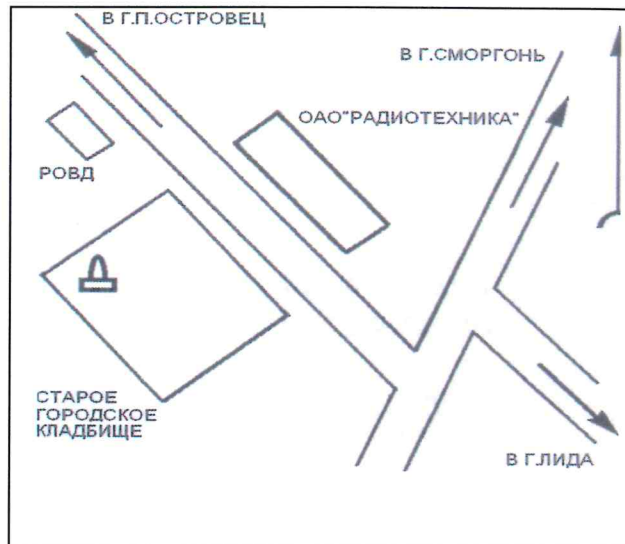 В Г.П.ОСТРОВЕЦ
В Г.СМОРГОНЬ
ОАО"РАДИОТЕХНИКА"
РОВД
СТАРОЕ
ГОРОДСКОЕ
КЛАДБИЩЕ
В Г.ЛИДА